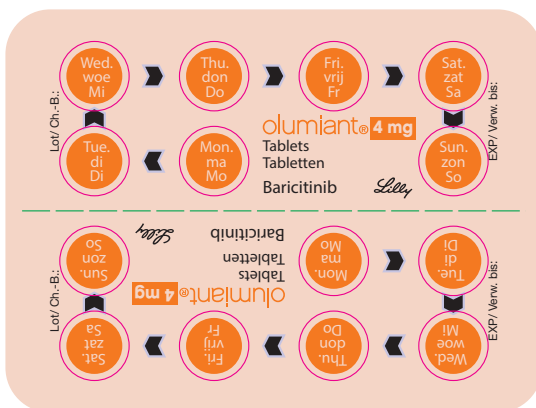 Wed.
woe
Mi
Thu.
don
Do
Fri.
vrij
Fr
Sat.
zat
Sa
Lot/ Ch.-B.:
EXP/ Verw. bis:
Tue.
di
Di
Mon.
ma
Mo
olumiant® 4 mg
Tablets
Tabletten
Baricitinib Lilly
Sun.
zon
So
Wed.
woe
Mi
Thu.
don
Do
Fri.
vrij
Fr
Sat.
zat
Sa
Lot/ Ch.-B.:
EXP/ Verw. bis:
Tue.
di
Di
Mon.
ma
Mo
olumiant® 4 mg
Tablets
Tabletten
Baricitinib Lilly
Sun.
zon
So